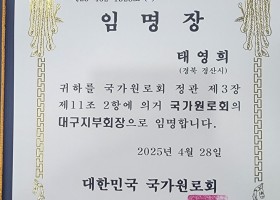 임명장
태영희
(경북 경산시)
귀하를 국가원로회 정관 제3장
제11조 2항에 의거 국가원로회의
대구지부회장으로 임명합니다.
2025년 4월 28일
대한민국 국가원로회